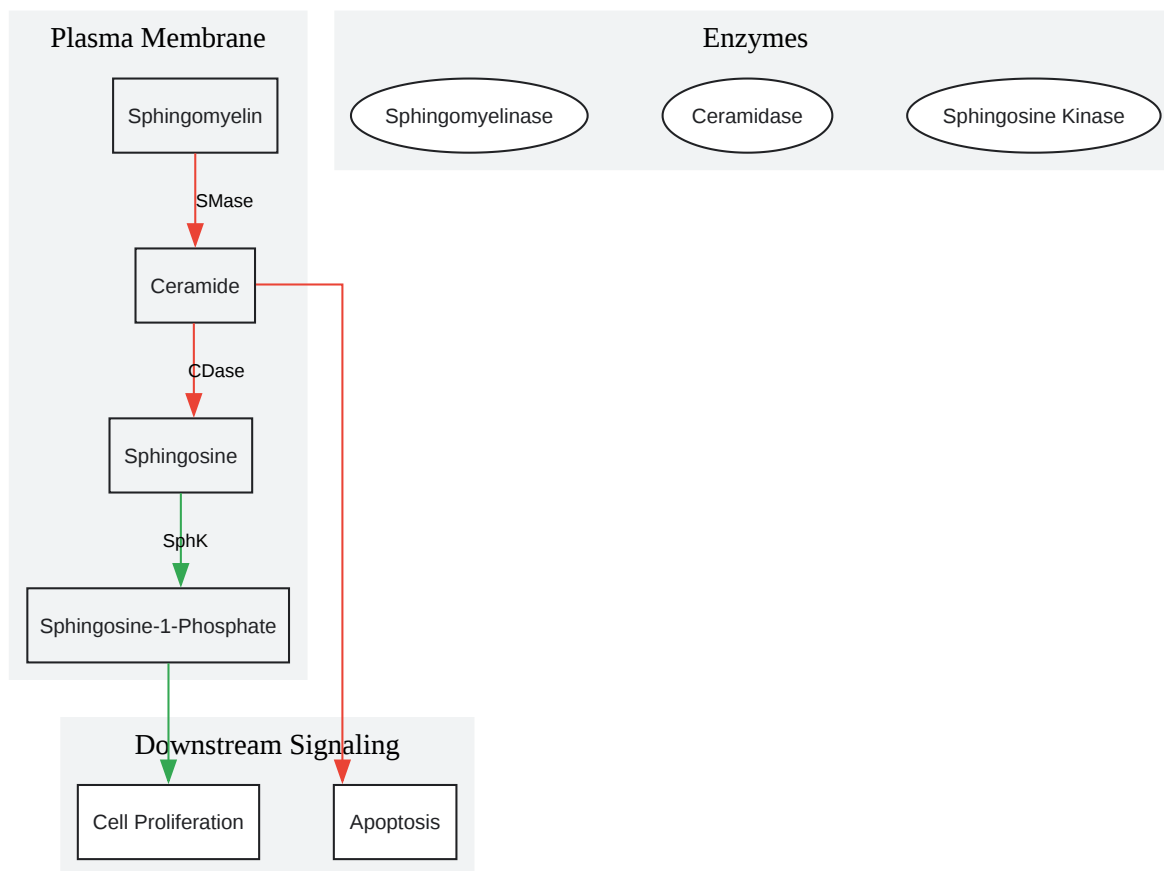 Plasma Membrane
Enzymes
Sphingomyelin
Sphingomyelinase
Ceramidase
Sphingosine Kinase
SMase
Ceramide
CDase
Sphingosine
SphK
Sphingosine-1-Phosphate
Downstream Signaling
Cell Proliferation
Apoptosis